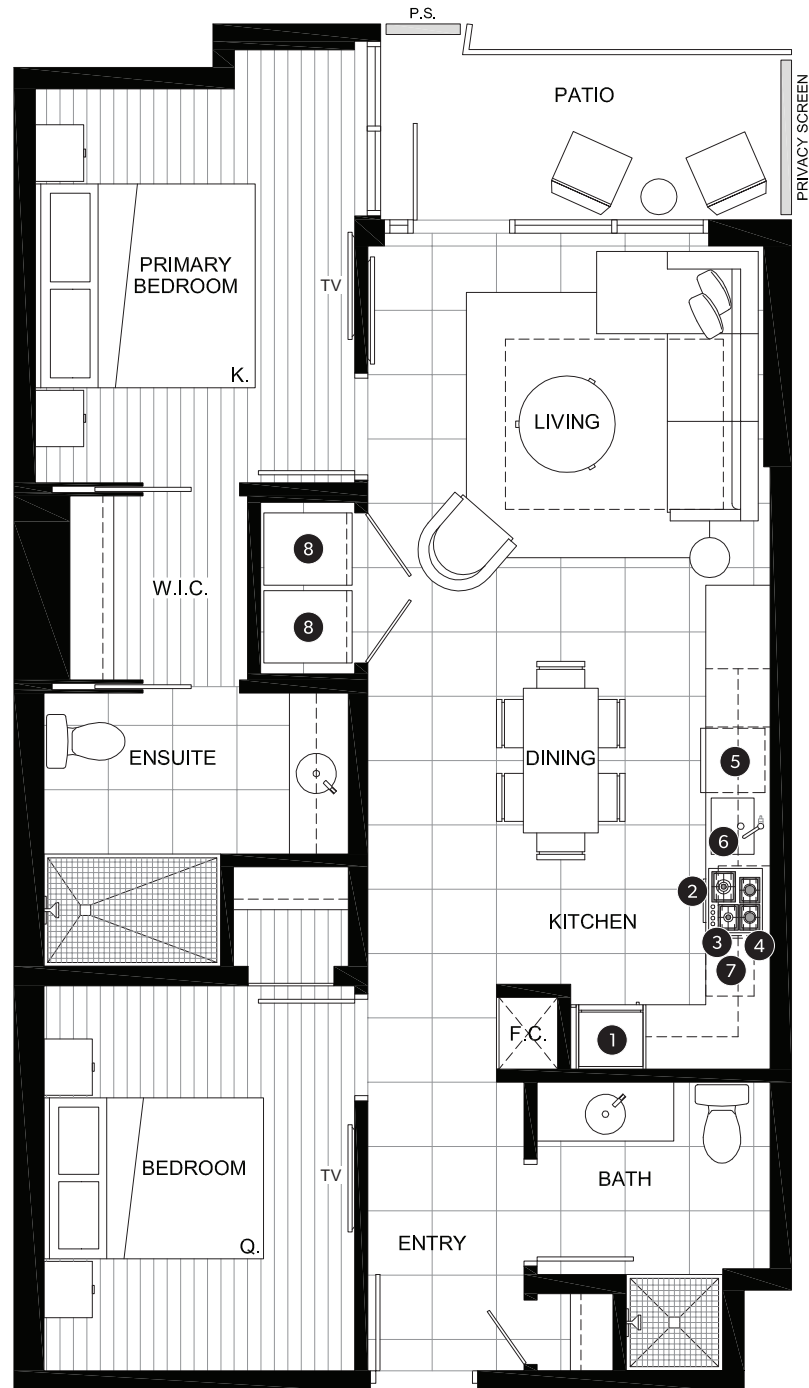 P.S.
PATIO
PRIVACY SCREEN
PRIMARY
BEDROOM
TV
K.
LIVING
8
W.I.C.
8
ENSUITE
DINING
5
6
2
KITCHEN
3
4
7
F.C.
1
BEDROOM
TV
BATH
Q.
ENTRY